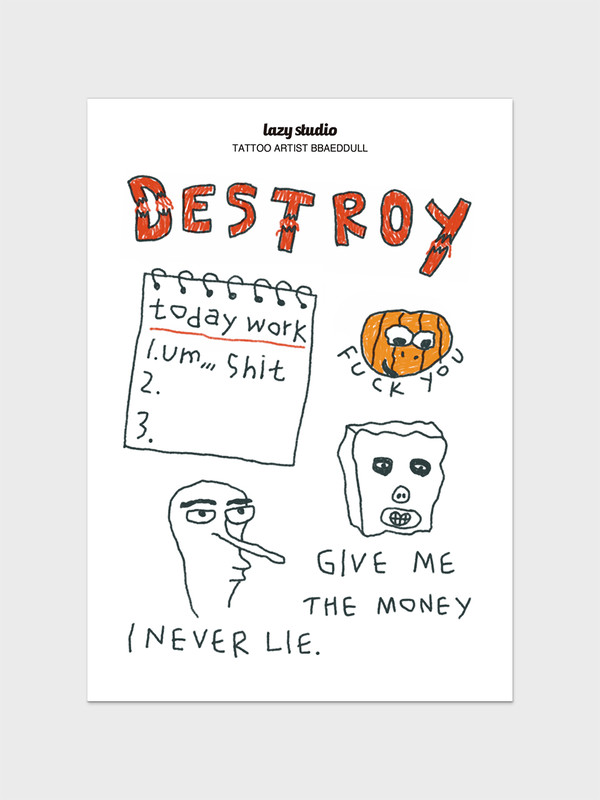 lazy studio
TATTOO ARTIST BBAEDDULL
DESTROY
today work
1. um,,, Shit
2.
3.
FUCK YOU
GIVE ME
THE MONEY
I NEVER LIE.